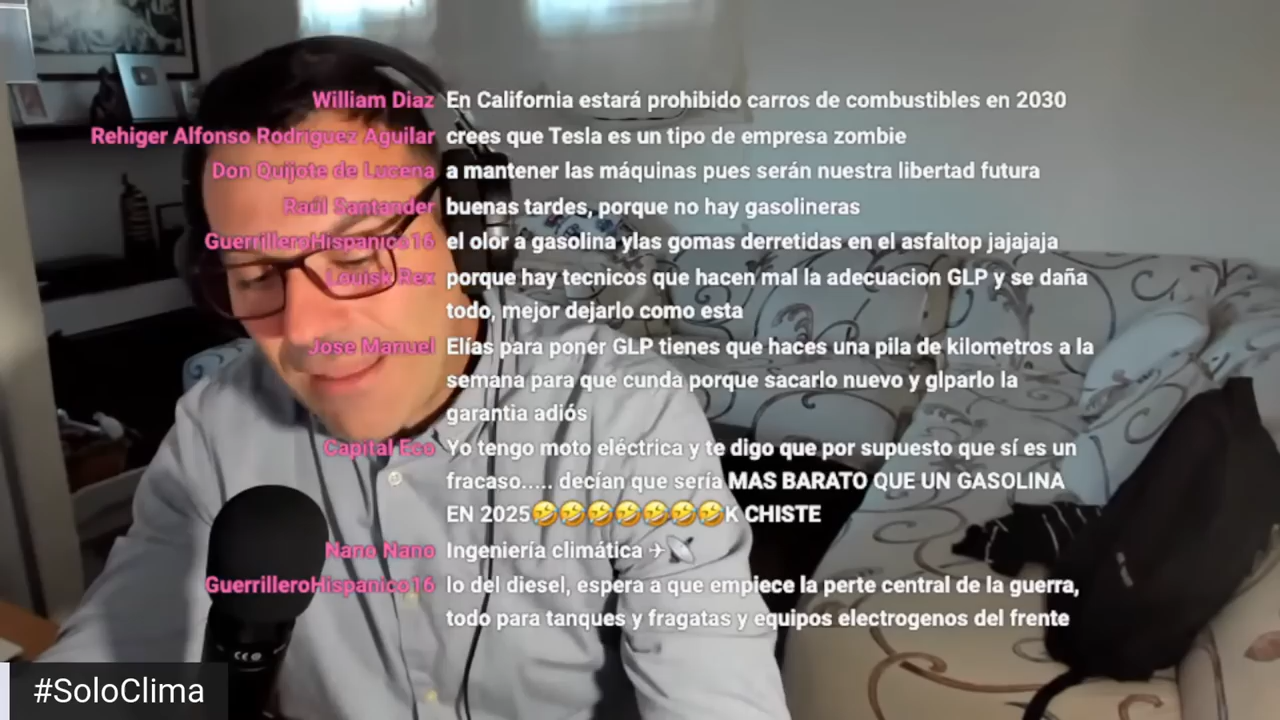 William Diaz En California estará prohibido carros de combustibles en 2030
Rehiger Alfonso Rodriguez Aguilar crees que Tesla es un tipo de empresa zombie
Don Quijote de Lucena a mantener las máquinas pues serán nuestra libertad futura
Raúl Santander buenas tardes, porque no hay gasolineras
GuerrilleroHispanico16 el olor a gasolina ylas gomas derretidas en el asfaltop jajajaja
Louisk Rex porque hay tecnicos que hacen mal la adecuacion GLP y se daña
todo, mejor dejarlo como esta
Jose Manuel Elías para poner GLP tienes que haces una pila de kilometros a la
semana para que cunda porque sacarlo nuevo y glparlo la
garantia adiós
Capital Eco Yo tengo moto eléctrica y te digo que por supuesto que sí es un
fracaso..... decían que sería MAS BARATO QUE UN GASOLINA
EN 2025🤣🤣🤣🤣🤣🤣🤣K CHISTE
Nano Nano Ingeniería climática ✈📡
GuerrilleroHispanico16 lo del diesel, espera a que empiece la perte central de la guerra,
todo para tanques y fragatas y equipos electrogenos del frente
#SoloClima